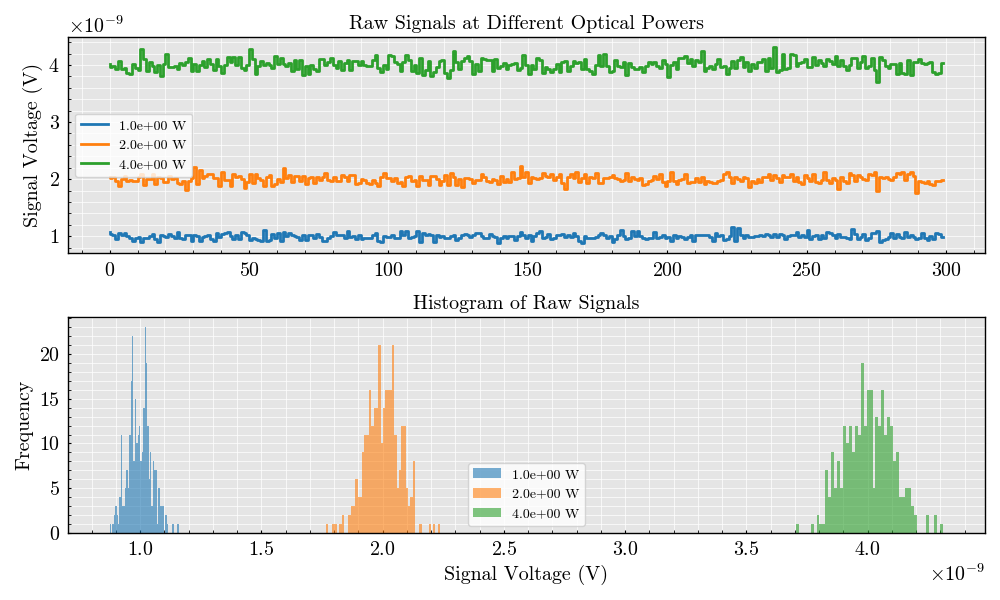 Raw Signals at Different Optical Powers
×10⁻⁹
Signal Voltage (V)
4
3
2
1
1.0e+00 W
2.0e+00 W
4.0e+00 W
0 50 100 150 200 250 300
Histogram of Raw Signals
Frequency
20
15
10
5
0
1.0e+00 W
2.0e+00 W
4.0e+00 W
1.0 1.5 2.0 2.5 3.0 3.5 4.0
Signal Voltage (V)
×10⁻⁹